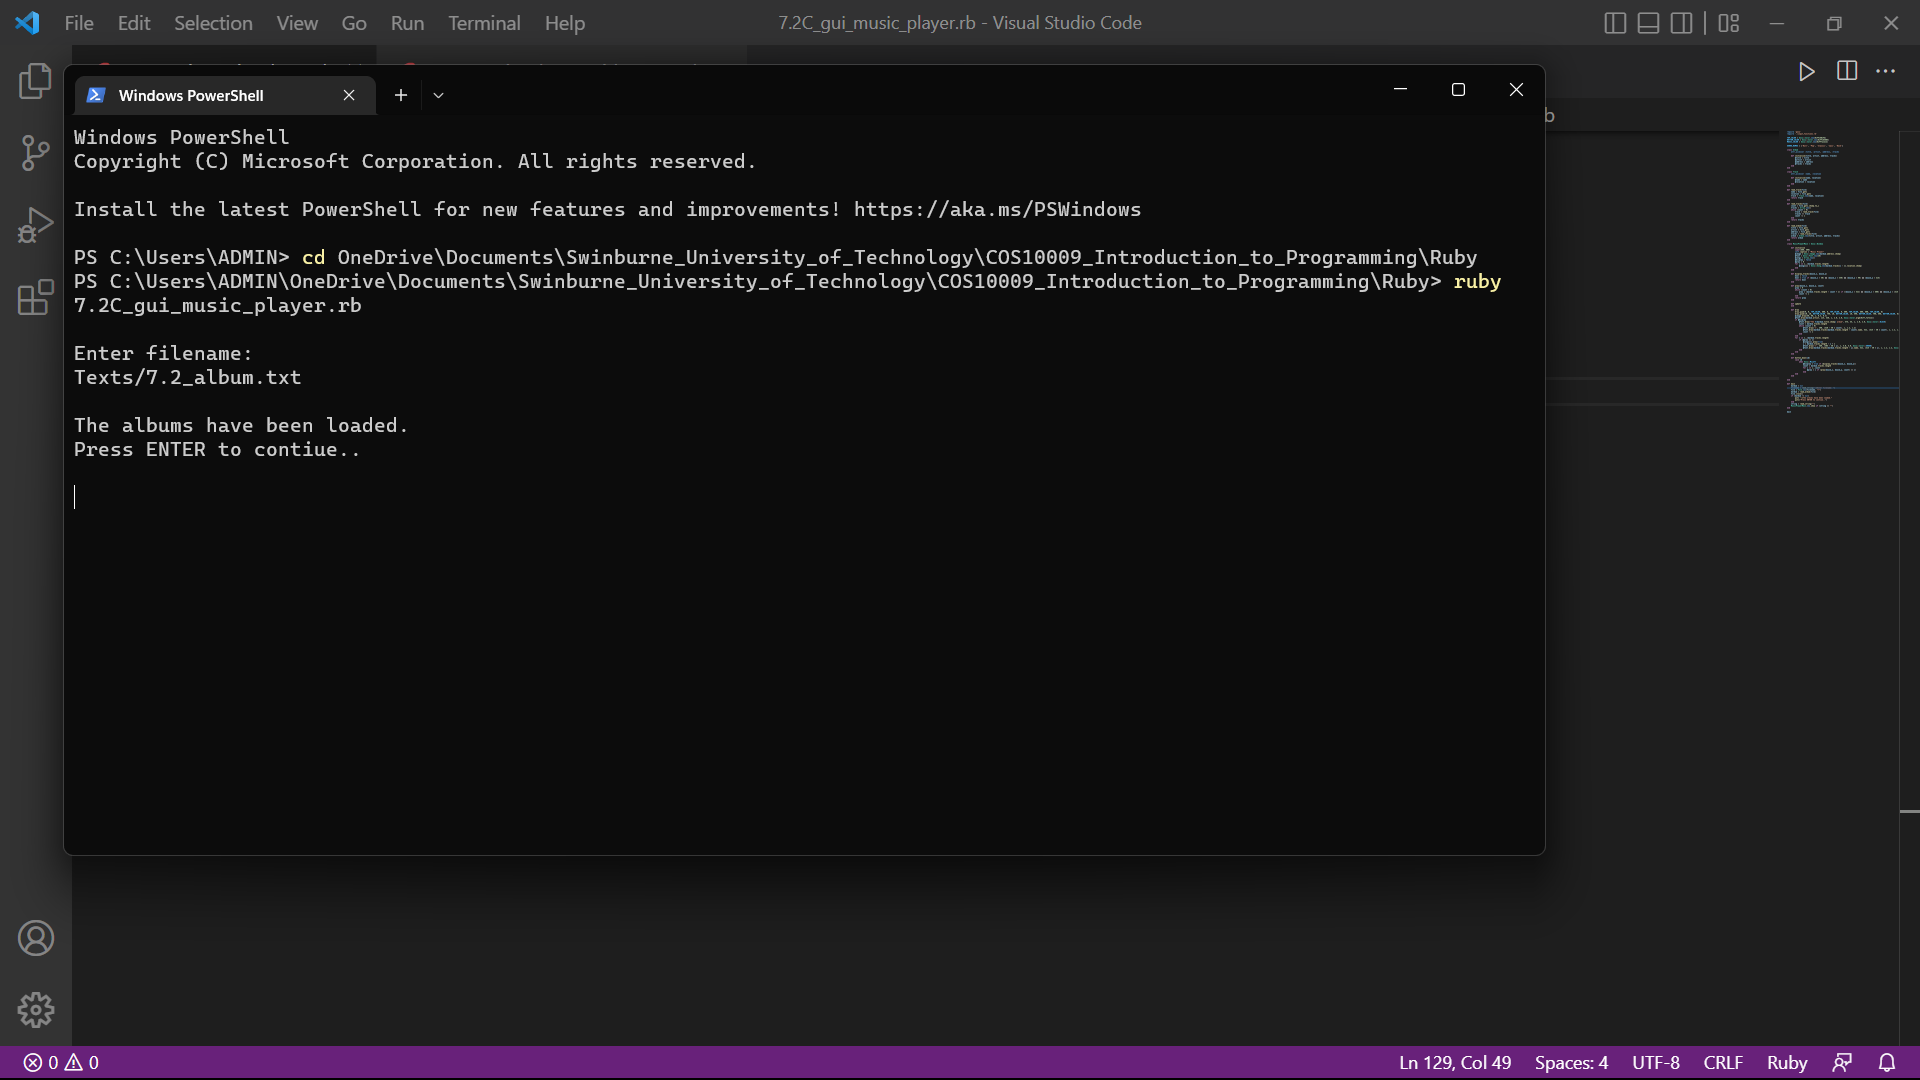 File Edit Selection View Go Run Terminal Help 7.2C_gui_music_player.rb - Visual Studio Code
Windows PowerShell
b
Windows PowerShell
Copyright (C) Microsoft Corporation. All rights reserved.
Install the latest PowerShell for new features and improvements! https://aka.ms/PSWindows
PS C:\Users\ADMIN> cd OneDrive\Documents\Swinburne_University_of_Technology\COS10009_Introduction_to_Programming\Ruby
PS C:\Users\ADMIN\OneDrive\Documents\Swinburne_University_of_Technology\COS10009_Introduction_to_Programming\Ruby> ruby
7.2C_gui_music_player.rb
Enter filename:
Texts/7.2_album.txt
The albums have been loaded.
Press ENTER to contiue..
0 0 Ln 129, Col 49 Spaces: 4 UTF-8 CRLF Ruby